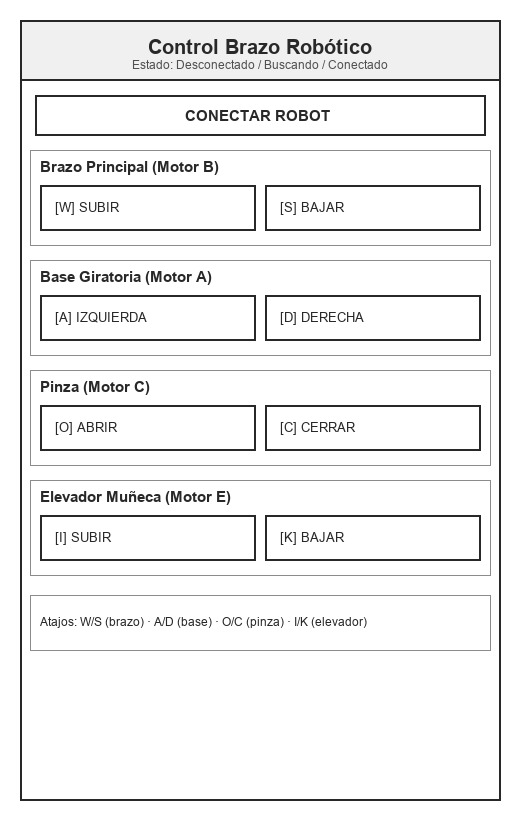 Control Brazo Robótico
Estado: Desconectado / Buscando / Conectado
CONECTAR ROBOT
Brazo Principal (Motor B)
[W] SUBIR
[S] BAJAR
Base Giratoria (Motor A)
[A] IZQUIERDA
[D] DERECHA
Pinza (Motor C)
[O] ABRIR
[C] CERRAR
Elevador Muñeca (Motor E)
[I] SUBIR
[K] BAJAR
Atajos: W/S (brazo) · A/D (base) · O/C (pinza) · I/K (elevador)